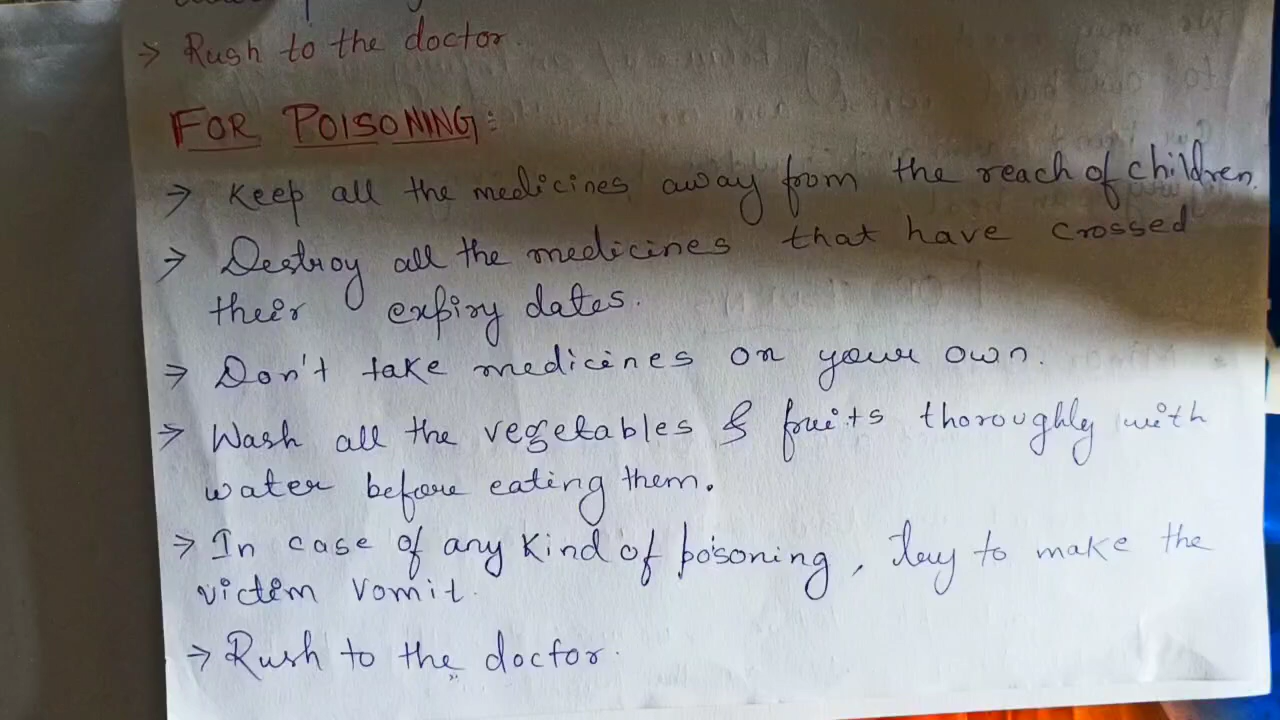 → Rush to the doctor.
FOR POISONING:
→ Keep all the medicines away from the reach of children.
→ Destroy all the medicines that have crossed
their expiry dates.
→ Don't take medicines on your own.
→ Wash all the vegetables & fruits thoroughly with
water before eating them.
→ In case of any kind of poisoning, try to make the
victim vomit.
→ Rush to the doctor.